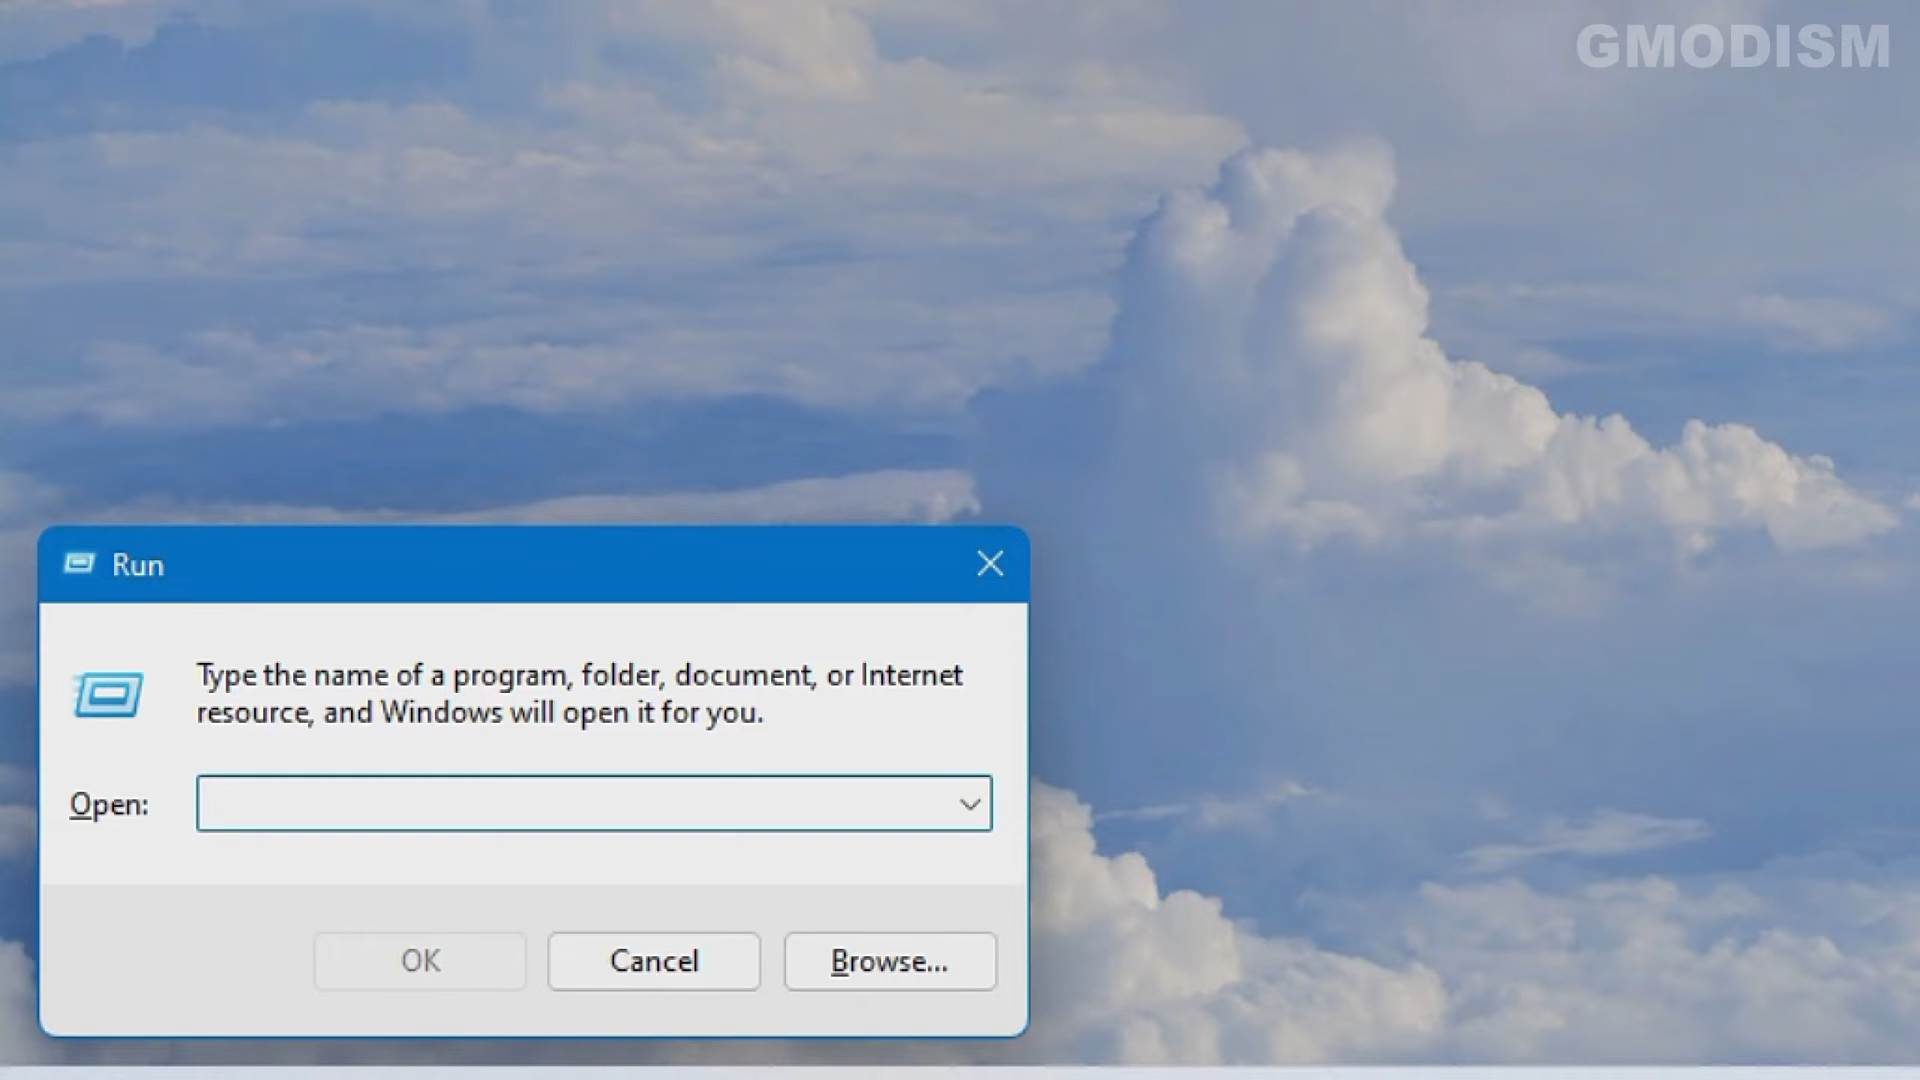 GMODISM
Run
Type the name of a program, folder, document, or Internet
resource, and Windows will open it for you.
Open:
OK
Cancel
Browse...